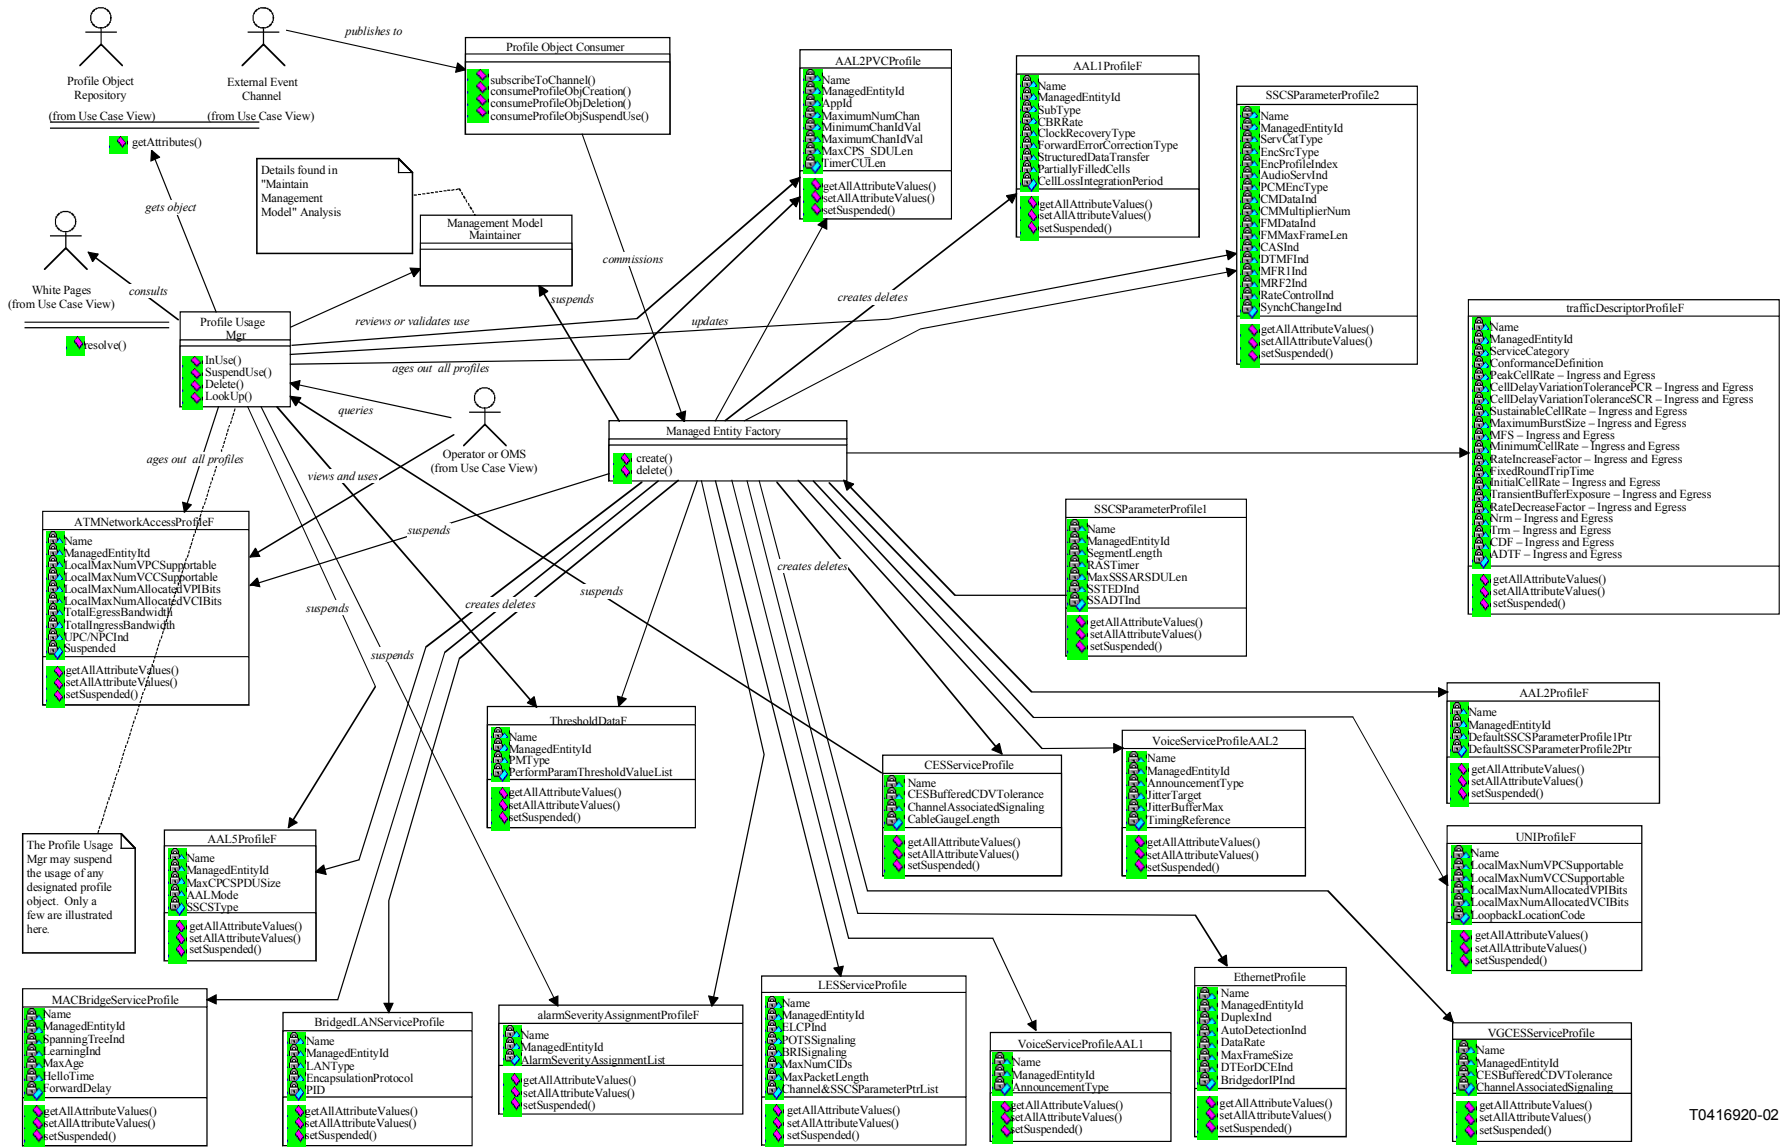 Profile Object
Repository
(from Use Case View)
getAttributes()
External Event
Channel
(from Use Case View)
publishes to
Profile Object Consumer
subscribeToChannel()
consumeProfileObjCreation()
consumeProfileObjDeletion()
consumeProfileObjSuspendUse()
AAL2PVCProfile
Name
ManagedEntityId
AppId
MaximumNumChan
MinimumChanIdVal
MaximumChanIdVal
MaxCPS_SDULen
TimerCULen
getAllAttributeValues()
setAllAttributeValues()
setSuspended()
AAL1ProfileF
Name
ManagedEntityId
SubType
CBRRate
ClockRecoveryType
ForwardErrorCorrectionType
StructuredDataTransfer
PartiallyFilledCells
CellLossIntegrationPeriod
getAllAttributeValues()
setAllAttributeValues()
setSuspended()
SSCSParameterProfile2
Name
ManagedEntityId
ServCatType
EncSrcType
EncProfileIndex
AudioServInd
PCMEncType
CMDataInd
CMMultiplierNum
FMDataInd
FMMaxFrameLen
CASInd
DTMFInd
MFR1Ind
MRF2Ind
RateControlInd
SynchChangeInd
getAllAttributeValues()
setAllAttributeValues()
setSuspended()
Details found in
"Maintain
Management
Model" Analysis
gets object
Management Model
Maintainer
White Pages
(from Use Case View)
resolve()
consults
commissions
suspends
creates deletes
reviews or validates use
updates
ages out  all profiles
Profile Usage
Mgr
InUse()
SuspendUse()
Delete()
LookUp()
queries
Operator or OMS
(from Use Case View)
Managed Entity Factory
create()
delete()
trafficDescriptorProfileF
Name
ManagedEntityId
ServiceCategory
ConformanceDefinition
PeakCellRate – Ingress and Egress
CellDelayVariationTolerancePCR – Ingress and Egress
CellDelayVariationToleranceSCR – Ingress and Egress
SustainableCellRate – Ingress and Egress
MaximumBurstSize – Ingress and Egress
MFS – Ingress and Egress
MinimumCellRate – Ingress and Egress
RateIncreaseFactor – Ingress and Egress
FixedRoundTripTime
InitialCellRate – Ingress and Egress
TransientBufferExposure – Ingress and Egress
RateDecreaseFactor – Ingress and Egress
Nrm – Ingress and Egress
Trm – Ingress and Egress
CDF – Ingress and Egress
ADTF – Ingress and Egress
getAllAttributeValues()
setAllAttributeValues()
setSuspended()
ages out  all profiles
views and uses
suspends
suspends
suspends
suspends
creates deletes
creates deletes
ATMNetworkAccessProfileF
Name
ManagedEntityItd
LocalMaxNumVPCSupportable
LocalMaxNumVCCSupportable
LocalMaxNumAllocatedVPIBits
LocalMaxNumAllocatedVCIBits
TotalEgressBandwidth
TotalIngressBandwidth
UPC/NPCInd
Suspended
getAllAttributeValues()
setAllAttributeValues()
setSuspended()
SSCSParameterProfile1
Name
ManagedEntityId
SegmentLength
RASTimer
MaxSSSARSDULen
SSTEDInd
SSADTInd
getAllAttributeValues()
setAllAttributeValues()
setSuspended()
AAL2ProfileF
Name
ManagedEntityId
DefaultSSCSParameterProfile1Ptr
DefaultSSCSParameterProfile2Ptr
getAllAttributeValues()
setAllAttributeValues()
setSuspended()
ThresholdDataF
Name
ManagedEntityId
PMType
PerformParamThresholdValueList
getAllAttributeValues()
setAllAttributeValues()
setSuspended()
CESServiceProfile
Name
CESBufferedCDVTolerance
ChannelAssociatedSignaling
CableGaugeLength
getAllAttributeValues()
setAllAttributeValues()
setSuspended()
VoiceServiceProfileAAL2
Name
ManagedEntityId
AnnouncementType
JitterTarget
JitterBufferMax
TimingReference
getAllAttributeValues()
setAllAttributeValues()
setSuspended()
UNIProfileF
Name
LocalMaxNumVPCSupportable
LocalMaxNumVCCSupportable
LocalMaxNumAllocatedVPIBits
LocalMaxNumAllocatedVCIBits
LoopbackLocationCode
getAllAttributeValues()
setAllAttributeValues()
setSuspended()
The Profile Usage
Mgr may suspend
the usage of any
designated profile
object.  Only a
few are illustrated
here.
AAL5ProfileF
Name
ManagedEntityId
MaxCPCSPDUSize
AALMode
SSCSType
getAllAttributeValues()
setAllAttributeValues()
setSuspended()
MACBridgeServiceProfile
Name
ManagedEntityId
SpanningTreeInd
LearningInd
MaxAge
HelloTime
ForwardDelay
getAllAttributeValues()
setAllAttributeValues()
setSuspended()
BridgedLANServiceProfile
Name
ManagedEntityId
LANType
EncapsulationProtocol
PID
getAllAttributeValues()
setAllAttributeValues()
setSuspended()
alarmSeverityAssignmentProfileF
Name
ManagedEntityId
AlarmSeverityAssignmentList
getAllAttributeValues()
setAllAttributeValues()
setSuspended()
LESServiceProfile
Name
ManagedEntityId
ELCPInd
POTSSignaling
BRISignaling
MaxNumCIDs
MaxPacketLength
Channel&SSCSParameterPtrList
getAllAttributeValues()
setAllAttributeValues()
setSuspended()
VoiceServiceProfileAAL1
Name
ManagedEntityId
AnnouncementType
getAllAttributeValues()
setAllAttributeValues()
setSuspended()
EthernetProfile
Name
ManagedEntityId
DuplexInd
AutoDetectionInd
DataRate
MaxFrameSize
DTEorDCEInd
BridgedorIPInd
getAllAttributeValues()
setAllAttributeValues()
setSuspended()
VGCESServiceProfile
Name
ManagedEntityId
CESBufferedCDVTolerance
ChannelAssociatedSignaling
getAllAttributeValues()
setAllAttributeValues()
setSuspended()
T0416920-02